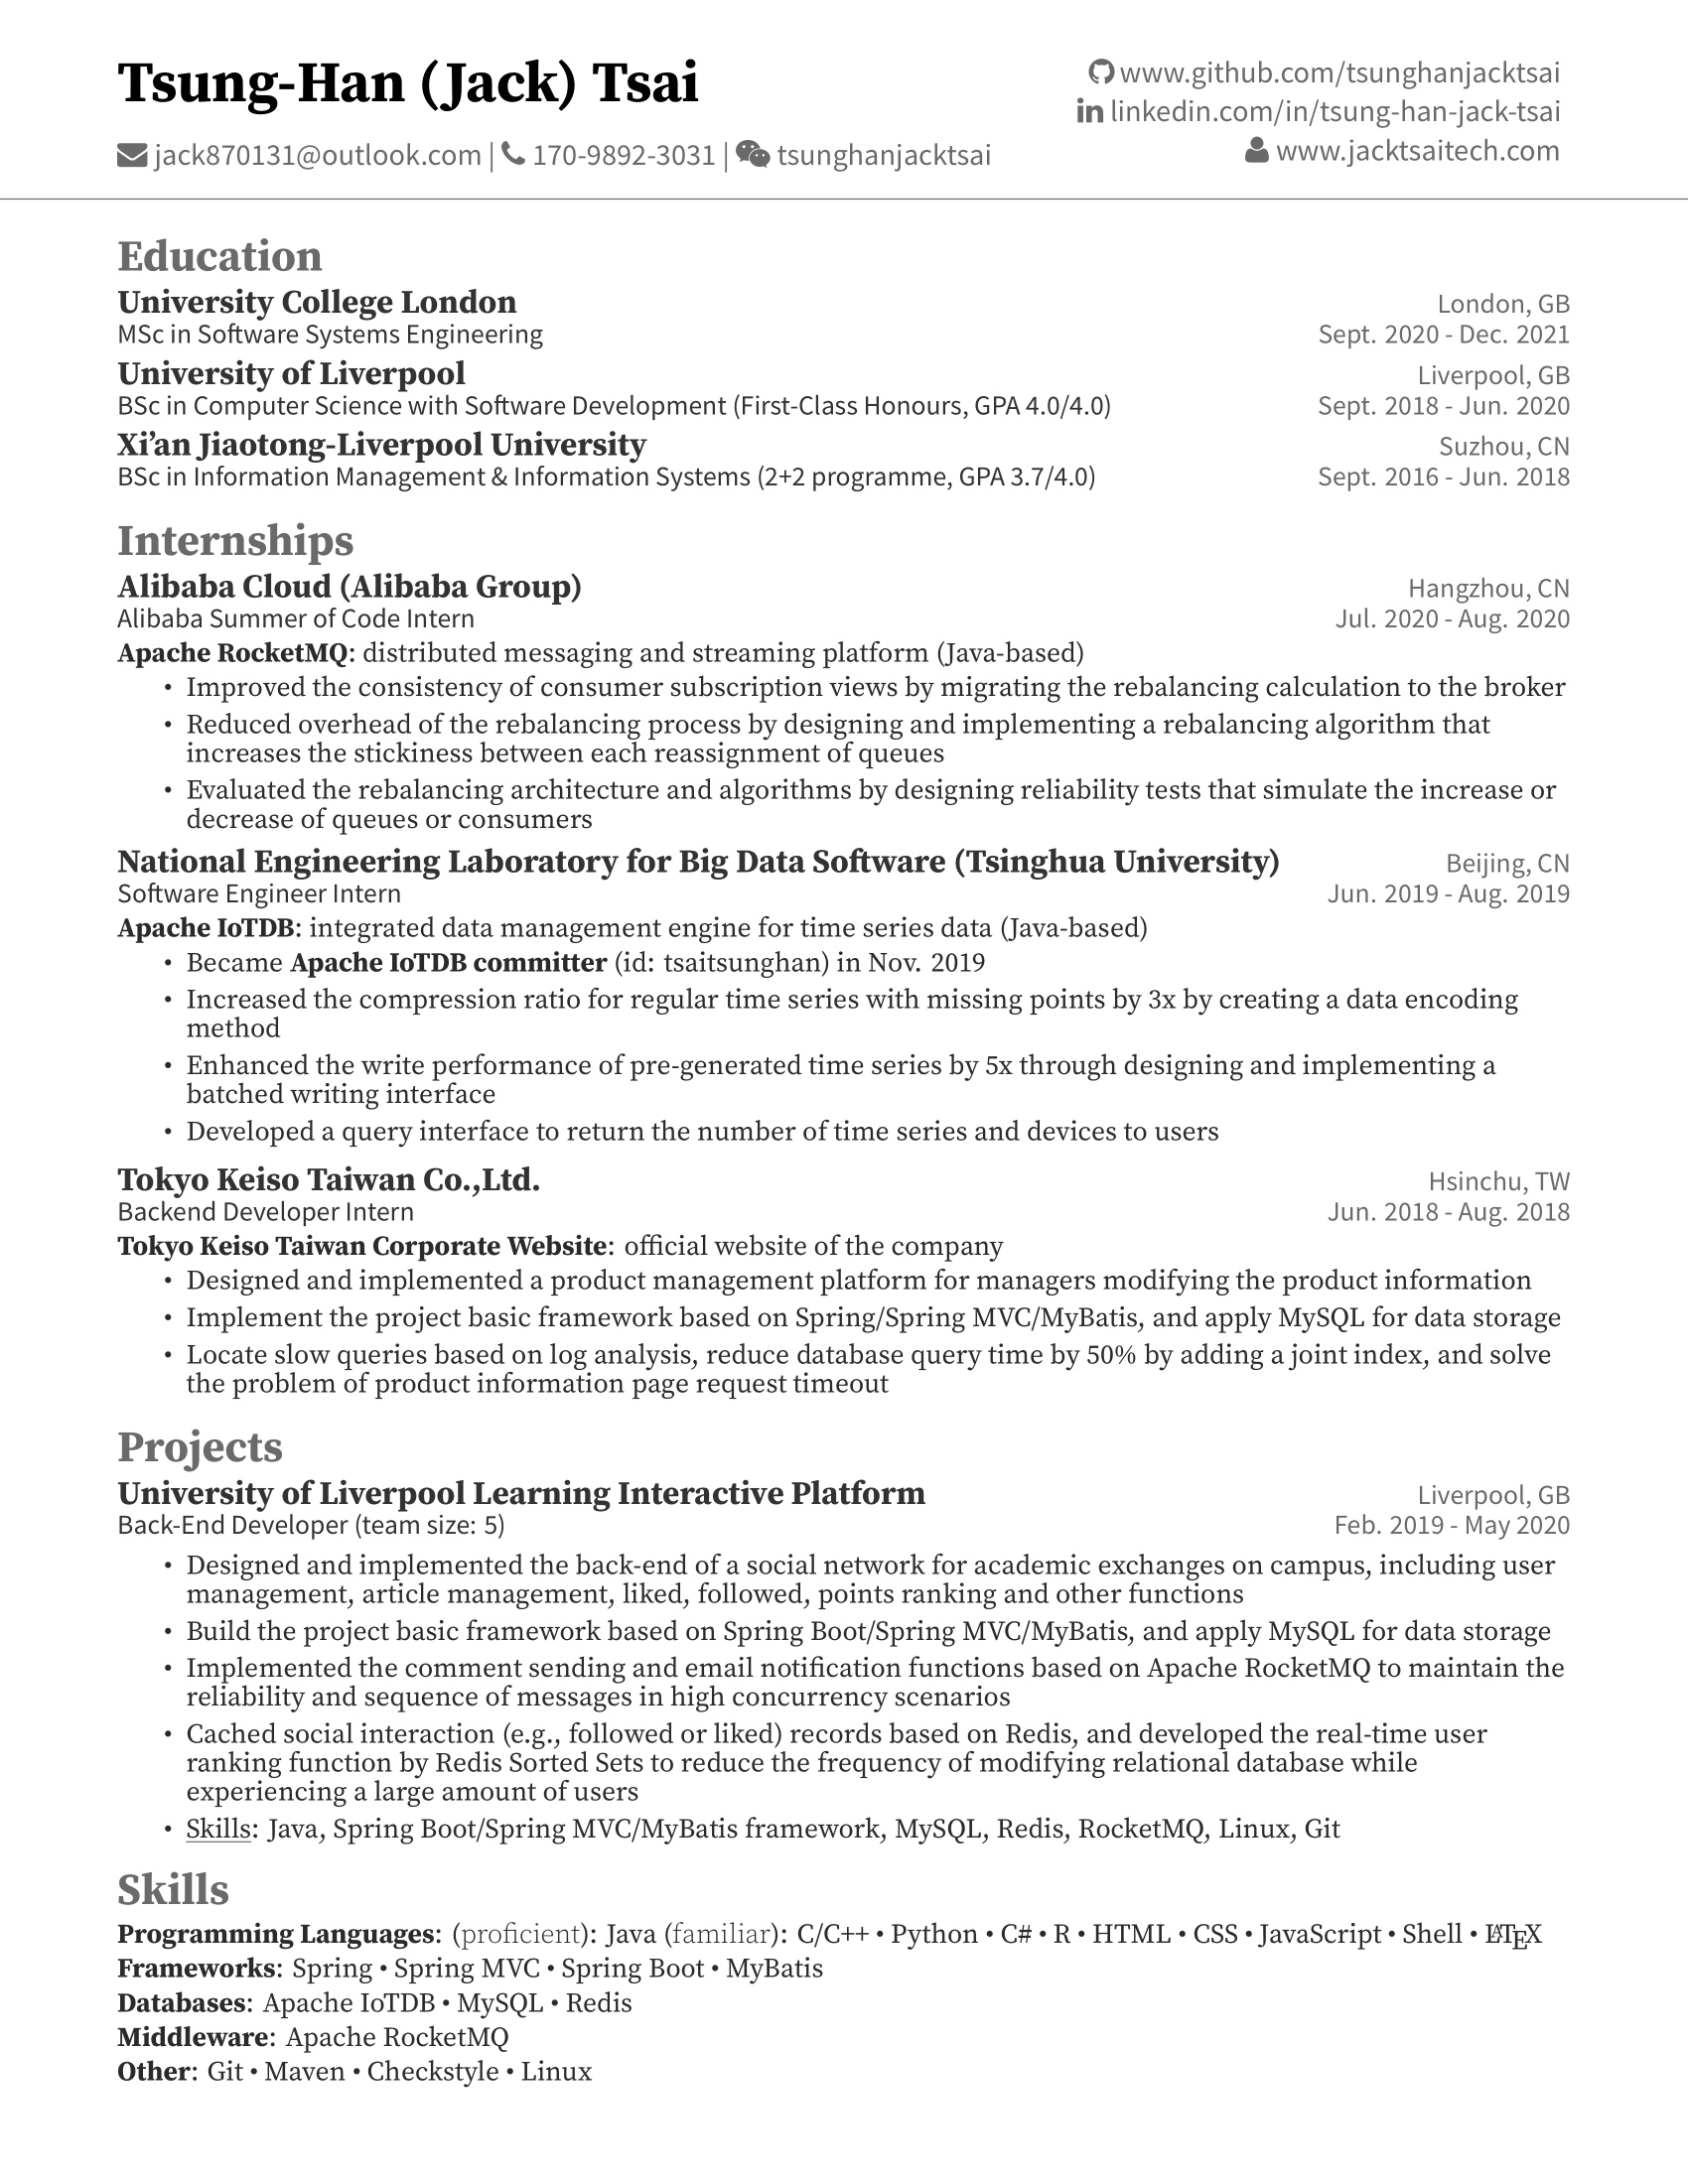 Tsung-Han (Jack) Tsai
jack870131@outlook.com | 170-9892-3031 | tsunghanjacktsai
www.github.com/tsunghanjacktsai
linkedin.com/in/tsung-han-jack-tsai
www.jacktsaitech.com
Education
University College London London, GB
MSc in Software Systems Engineering Sept. 2020 - Dec. 2021
University of Liverpool Liverpool, GB
BSc in Computer Science with Software Development (First-Class Honours, GPA 4.0/4.0) Sept. 2018 - Jun. 2020
Xi’an Jiaotong-Liverpool University Suzhou, CN
BSc in Information Management & Information Systems (2+2 programme, GPA 3.7/4.0) Sept. 2016 - Jun. 2018
Internships
Alibaba Cloud (Alibaba Group) Hangzhou, CN
Alibaba Summer of Code Intern Jul. 2020 - Aug. 2020
Apache RocketMQ: distributed messaging and streaming platform (Java-based)
• Improved the consistency of consumer subscription views by migrating the rebalancing calculation to the broker
• Reduced overhead of the rebalancing process by designing and implementing a rebalancing algorithm that
increases the stickiness between each reassignment of queues
• Evaluated the rebalancing architecture and algorithms by designing reliability tests that simulate the increase or
decrease of queues or consumers
National Engineering Laboratory for Big Data Software (Tsinghua University) Beijing, CN
Software Engineer Intern Jun. 2019 - Aug. 2019
Apache IoTDB: integrated data management engine for time series data (Java-based)
• Became Apache IoTDB committer (id: tsaitsunghan) in Nov. 2019
• Increased the compression ratio for regular time series with missing points by 3x by creating a data encoding
method
• Enhanced the write performance of pre-generated time series by 5x through designing and implementing a
batched writing interface
• Developed a query interface to return the number of time series and devices to users
Tokyo Keiso Taiwan Co.,Ltd. Hsinchu, TW
Backend Developer Intern Jun. 2018 - Aug. 2018
Tokyo Keiso Taiwan Corporate Website: official website of the company
• Designed and implemented a product management platform for managers modifying the product information
• Implement the project basic framework based on Spring/Spring MVC/MyBatis, and apply MySQL for data storage
• Locate slow queries based on log analysis, reduce database query time by 50% by adding a joint index, and solve
the problem of product information page request timeout
Projects
University of Liverpool Learning Interactive Platform Liverpool, GB
Back-End Developer (team size: 5) Feb. 2019 - May 2020
• Designed and implemented the back-end of a social network for academic exchanges on campus, including user
management, article management, liked, followed, points ranking and other functions
• Build the project basic framework based on Spring Boot/Spring MVC/MyBatis, and apply MySQL for data storage
• Implemented the comment sending and email notification functions based on Apache RocketMQ to maintain the
reliability and sequence of messages in high concurrency scenarios
• Cached social interaction (e.g., followed or liked) records based on Redis, and developed the real-time user
ranking function by Redis Sorted Sets to reduce the frequency of modifying relational database while
experiencing a large amount of users
• Skills: Java, Spring Boot/Spring MVC/MyBatis framework, MySQL, Redis, RocketMQ, Linux, Git
Skills
Programming Languages: (proficient): Java (familiar): C/C++ • Python • C# • R • HTML • CSS • JavaScript • Shell • LATEX
Frameworks: Spring • Spring MVC • Spring Boot • MyBatis
Databases: Apache IoTDB • MySQL • Redis
Middleware: Apache RocketMQ
Other: Git • Maven • Checkstyle • Linux